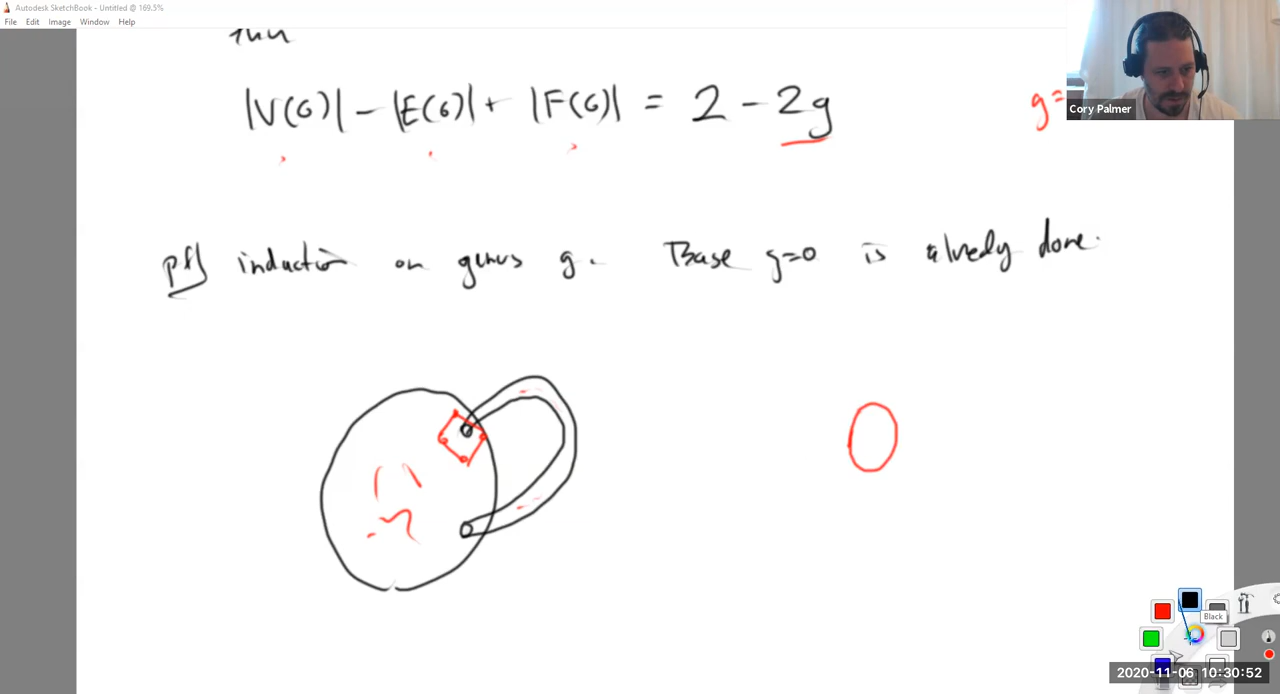 Autodesk SketchBook - Untitled @ 169.5%
File Edit Image Window Help
|V(G)| - |E(G)| + |F(G)| = 2 - 2g
g=
Cory Palmer
pf) induction on genus g. Base g=0 is already done.
Black
2020-11-06 10:30:52